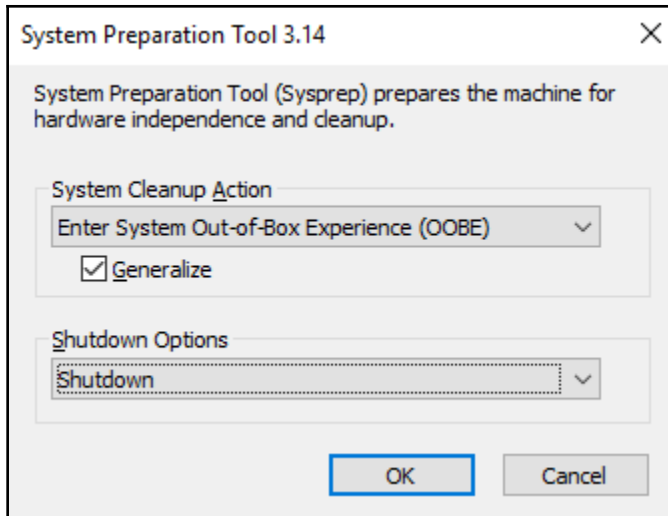 System Preparation Tool 3.14
System Preparation Tool (Sysprep) prepares the machine for
hardware independence and cleanup.
System Cleanup Action
Enter System Out-of-Box Experience (OOBE)
Generalize
Shutdown Options
Shutdown
OK Cancel